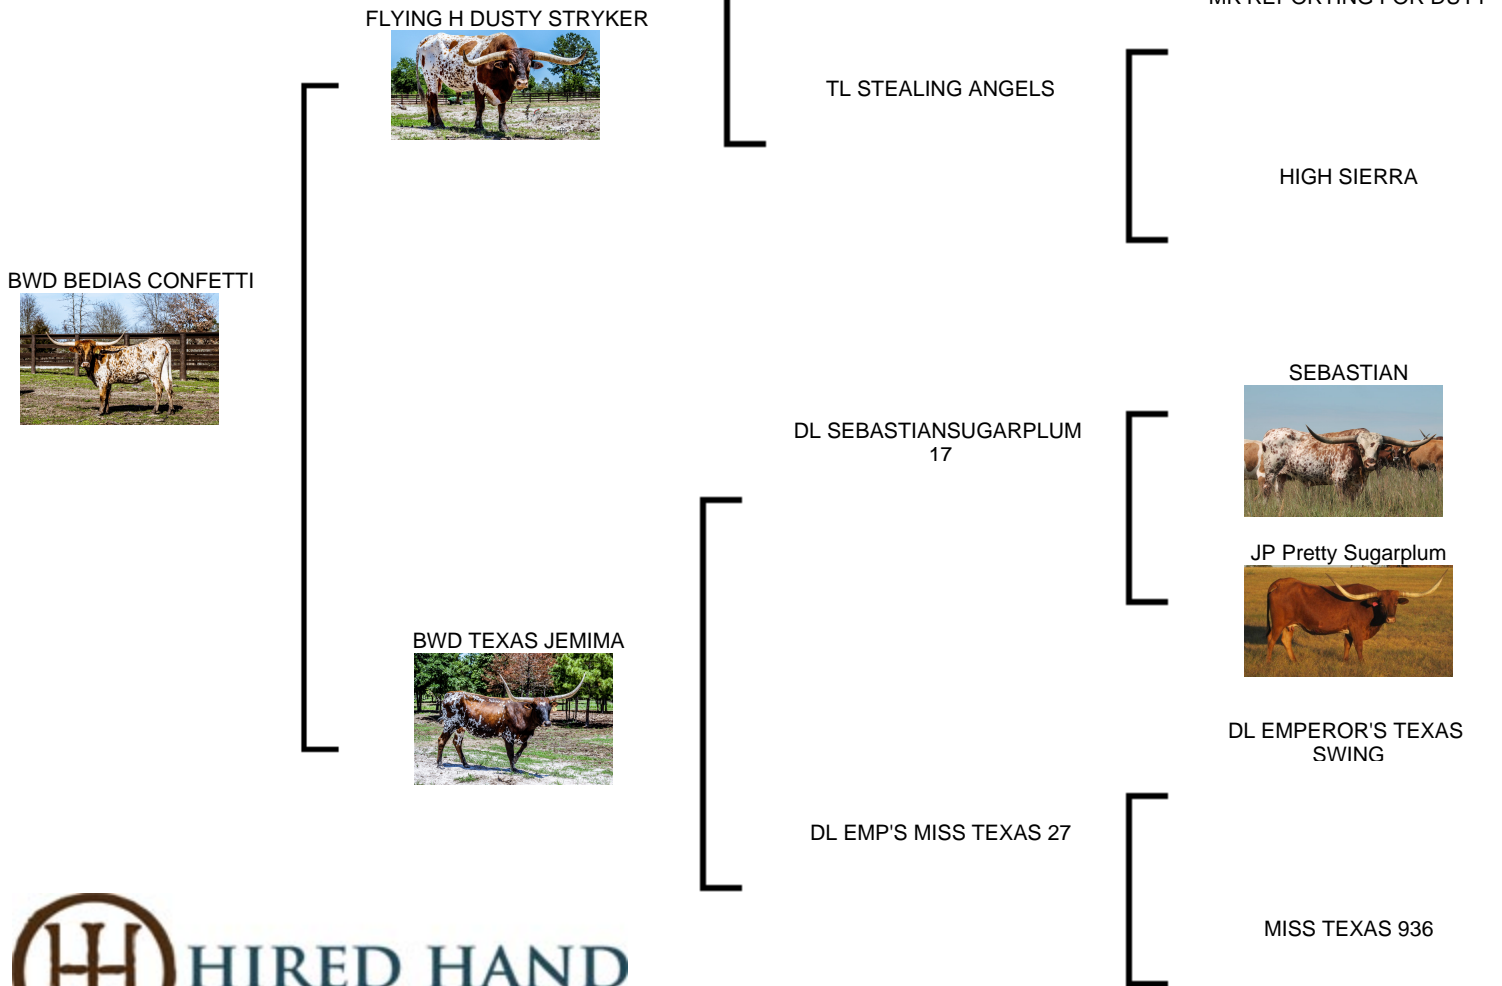 FLYING H DUSTY STRYKER
TL STEALING ANGELS
HIGH SIERRA
BWD BEDIAS CONFETTI
SEBASTIAN
DL SEBASTIANSUGARPLUM
17
JP Pretty Sugarplum
BWD TEXAS JEMIMA
DL EMPEROR'S TEXAS
SWING
DL EMP'S MISS TEXAS 27
MISS TEXAS 936
HIRED HAND